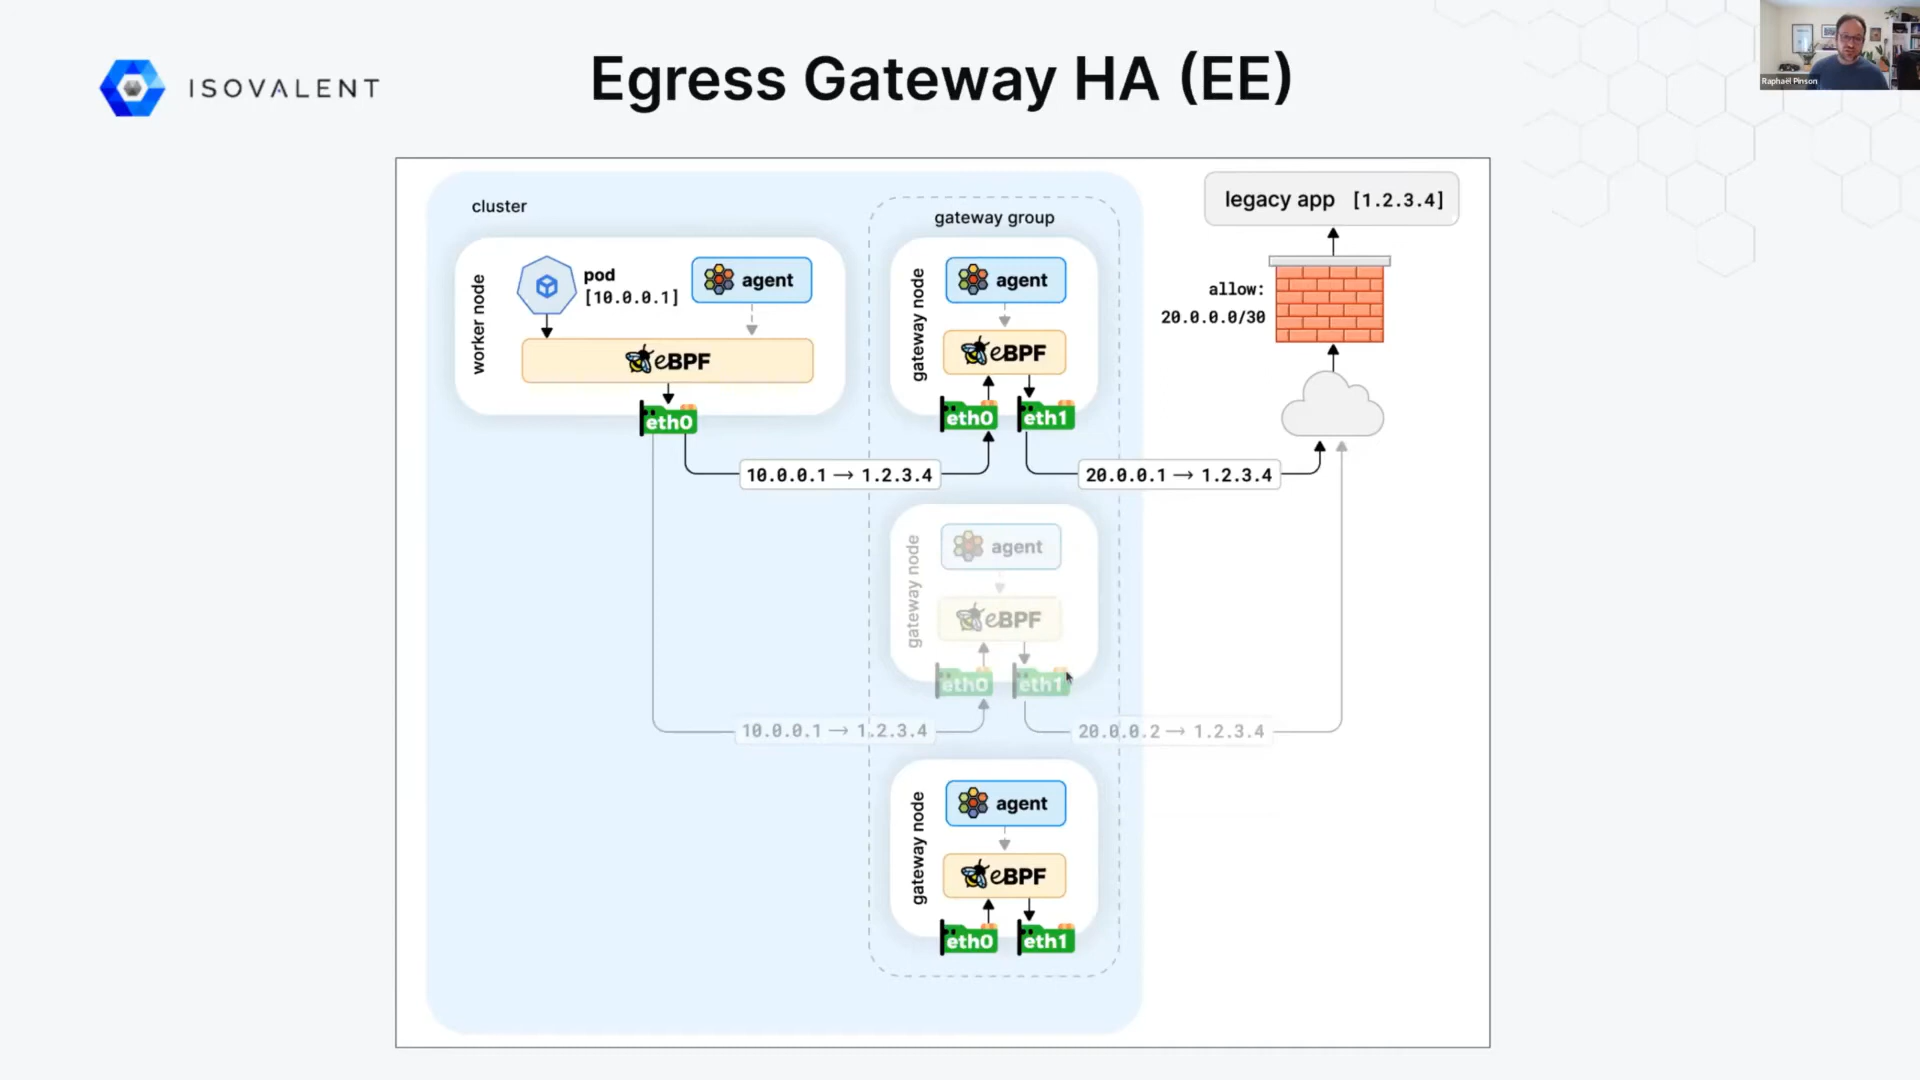 ISOVALENT
Egress Gateway HA (EE)
Raphaël Pinson
cluster
worker node
pod
[10.0.0.1]
agent
eBPF
eth0
gateway group
gateway node
agent
eBPF
eth0
eth1
10.0.0.1 → 1.2.3.4
20.0.0.1 → 1.2.3.4
legacy app [1.2.3.4]
allow:
20.0.0.0/30
gateway node
agent
eBPF
eth0
eth1
10.0.0.1 → 1.2.3.4
20.0.0.2 → 1.2.3.4
gateway node
agent
eBPF
eth0
eth1